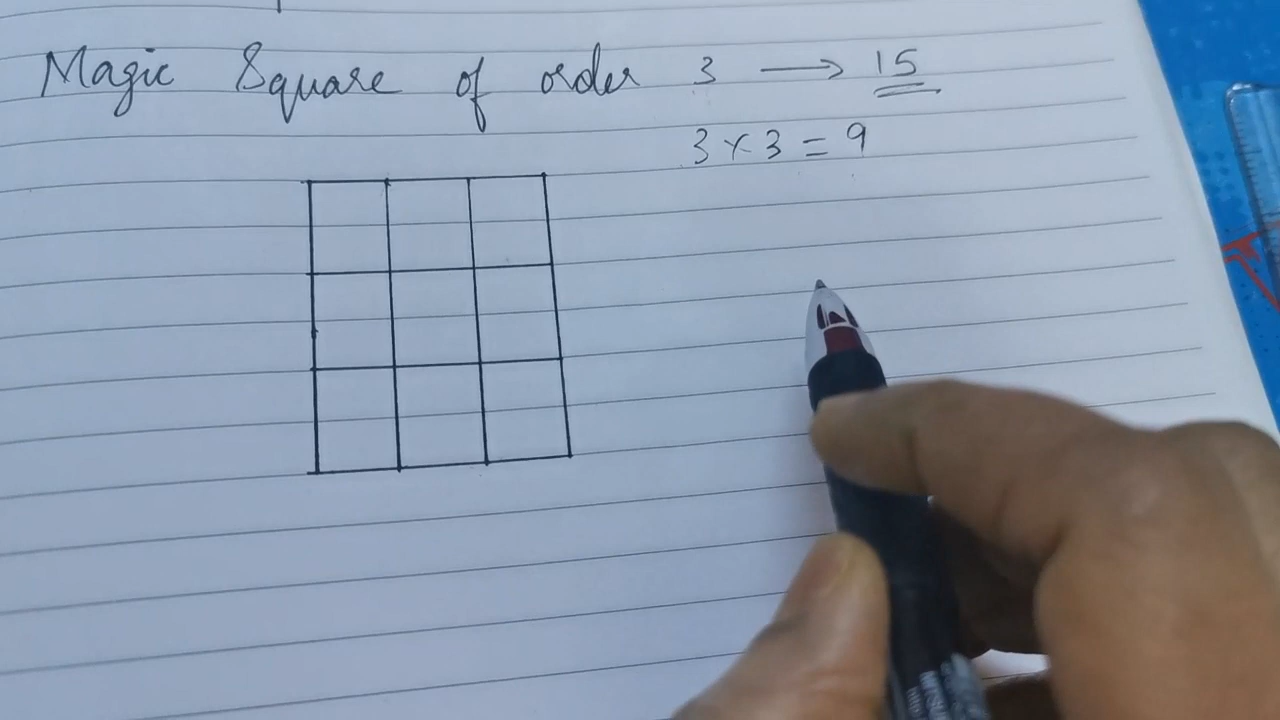 Magic Square of order 3 → 15
3 × 3 = 9